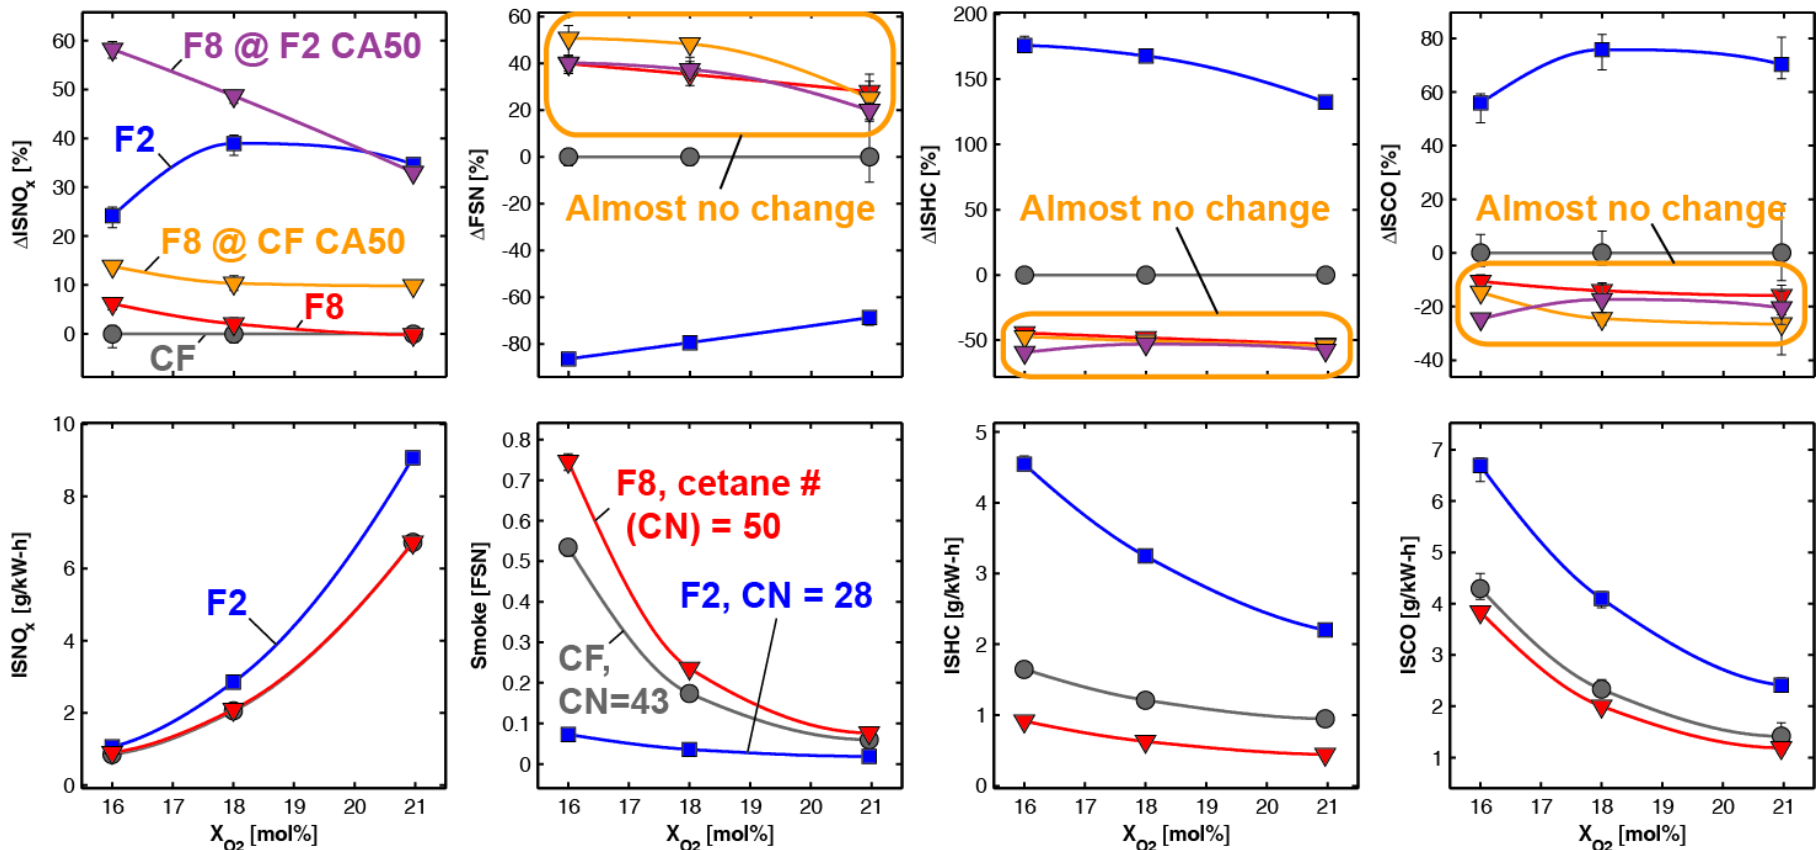 ΔISNOx [%]
60
50
40
30
20
10
0
F8 @ F2 CA50
F2
F8 @ CF CA50
F8
CF
ΔFSN [%]
60
40
20
0
-20
-40
-60
-80
Almost no change
ΔISHC [%]
200
150
100
50
0
-50
Almost no change
ΔISCO [%]
80
60
40
20
0
-20
-40
Almost no change
ISNOx [g/kW-h]
10
8
6
4
2
0
F2
16 17 18 19 20 21
XO2 [mol%]
Smoke [FSN]
0.8
0.7
0.6
0.5
0.4
0.3
0.2
0.1
0
F8, cetane #
(CN) = 50
F2, CN = 28
CF,
CN=43
16 17 18 19 20 21
XO2 [mol%]
ISHC [g/kW-h]
5
4
3
2
1
0
16 17 18 19 20 21
XO2 [mol%]
ISCO [g/kW-h]
7
6
5
4
3
2
1
16 17 18 19 20 21
XO2 [mol%]